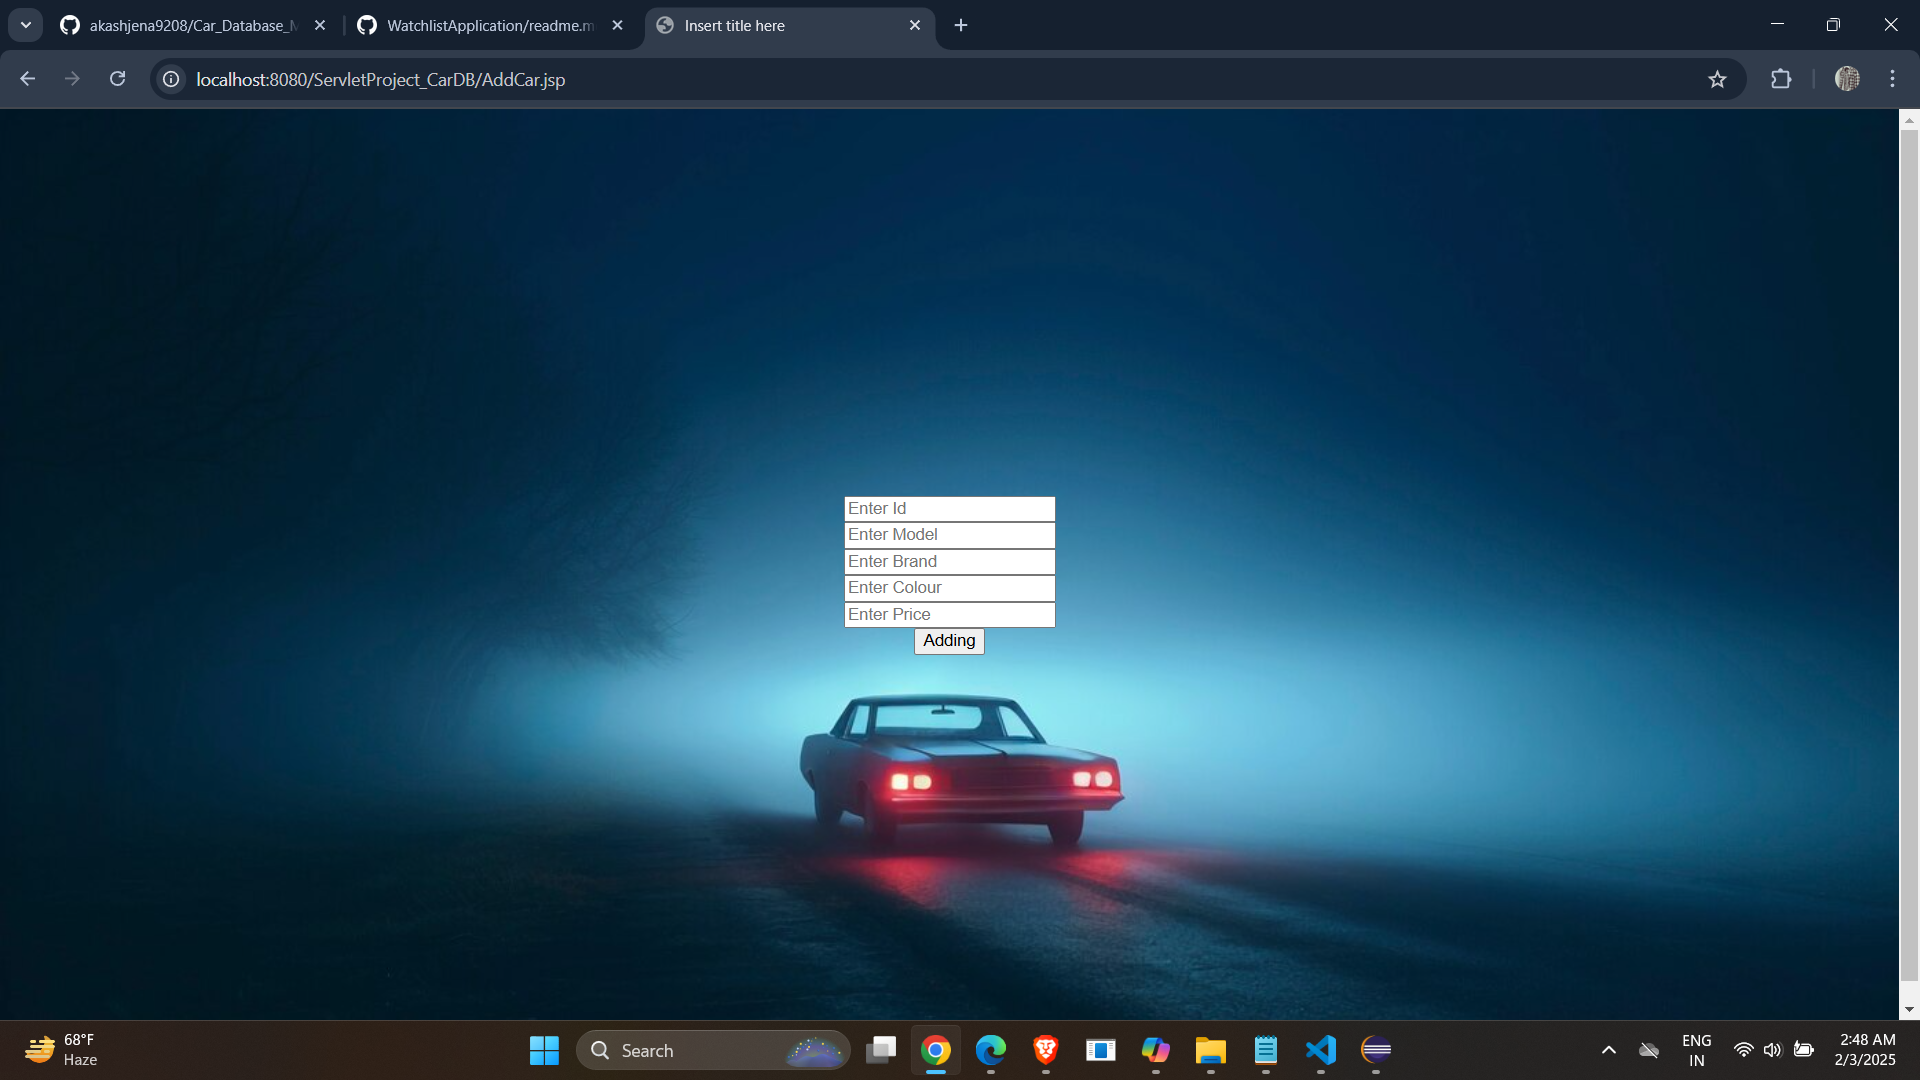 akashjena9208/Car_Database_M
WatchlistApplication/readme.m
Insert title here
localhost:8080/ServletProject_CarDB/AddCar.jsp
Enter Id
Enter Model
Enter Brand
Enter Colour
Enter Price
Adding
68°F
Haze
Search
ENG
IN
2:48 AM
2/3/2025